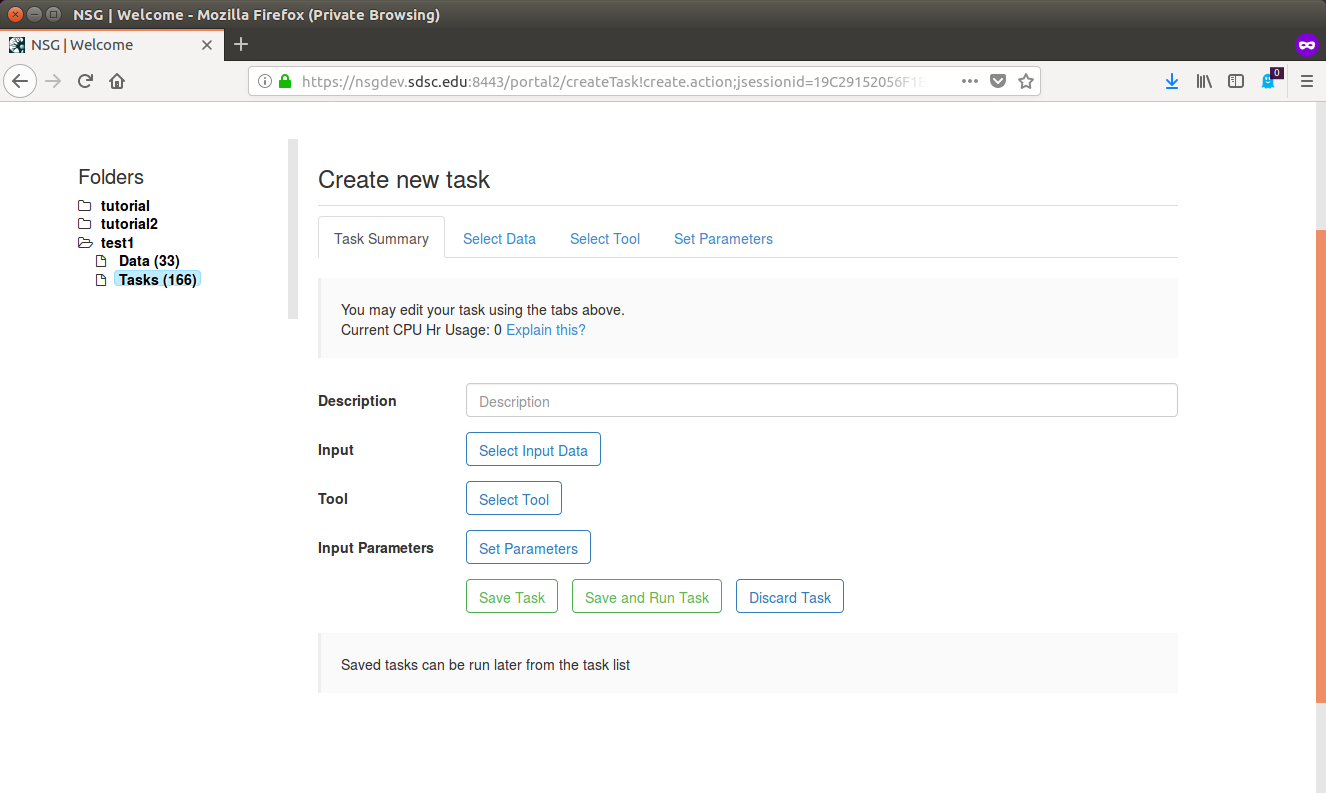 NSG | Welcome - Mozilla Firefox (Private Browsing)
NSG | Welcome
https://nsgdev.sdsc.edu:8443/portal2/createTask!create.action;jsessionid=19C29152056F1
0
Folders
tutorial
tutorial2
test1
Data (33)
Tasks (166)
Create new task
Task Summary Select Data Select Tool Set Parameters
You may edit your task using the tabs above.
Current CPU Hr Usage: 0 Explain this?
Description Description
Input Select Input Data
Tool Select Tool
Input Parameters Set Parameters
Save Task Save and Run Task Discard Task
Saved tasks can be run later from the task list